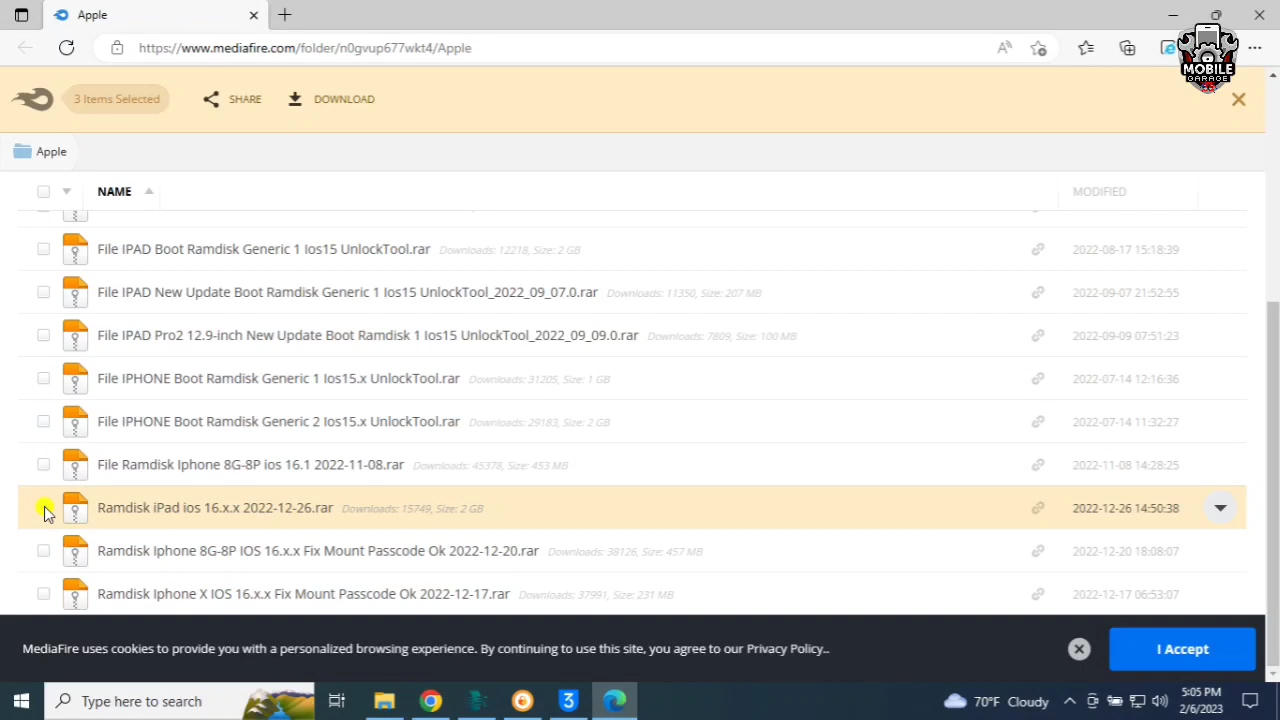 Apple
https://www.mediafire.com/folder/n0gvup677wkt4/Apple
MOBILE
GARAGE
3 Items Selected
SHARE
DOWNLOAD
Apple
NAME
MODIFIED
File IPAD Boot Ramdisk Generic 1 Ios15 UnlockTool.rar Downloads: 12218, Size: 2 GB 2022-08-17 15:18:39
File IPAD New Update Boot Ramdisk Generic 1 Ios15 UnlockTool_2022_09_07.0.rar Downloads: 11350, Size: 207 MB 2022-09-07 21:52:55
File IPAD Pro2 12.9-inch New Update Boot Ramdisk 1 Ios15 UnlockTool_2022_09_09.0.rar Downloads: 7809, Size: 100 MB 2022-09-09 07:51:23
File IPHONE Boot Ramdisk Generic 1 Ios15.x UnlockTool.rar Downloads: 31205, Size: 1 GB 2022-07-14 12:16:36
File IPHONE Boot Ramdisk Generic 2 Ios15.x UnlockTool.rar Downloads: 29183, Size: 2 GB 2022-07-14 11:32:27
File Ramdisk Iphone 8G-8P ios 16.1 2022-11-08.rar Downloads: 45378, Size: 453 MB 2022-11-08 14:28:25
Ramdisk iPad ios 16.x.x 2022-12-26.rar Downloads: 15749, Size: 2 GB 2022-12-26 14:50:38
Ramdisk Iphone 8G-8P IOS 16.x.x Fix Mount Passcode Ok 2022-12-20.rar Downloads: 38126, Size: 457 MB 2022-12-20 18:08:07
Ramdisk Iphone X IOS 16.x.x Fix Mount Passcode Ok 2022-12-17.rar Downloads: 37991, Size: 231 MB 2022-12-17 06:53:07
MediaFire uses cookies to provide you with a personalized browsing experience. By continuing to use this site, you agree to our Privacy Policy..
I Accept
Type here to search
70°F Cloudy
5:05 PM
2/6/2023